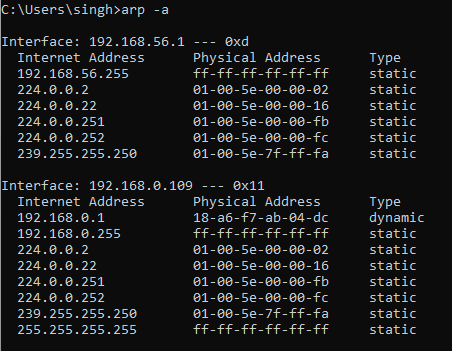 C:\Users\singh>arp -a
Interface: 192.168.56.1 --- 0xd
Internet Address Physical Address Type
192.168.56.255 ff-ff-ff-ff-ff-ff static
224.0.0.2 01-00-5e-00-00-02 static
224.0.0.22 01-00-5e-00-00-16 static
224.0.0.251 01-00-5e-00-00-fb static
224.0.0.252 01-00-5e-00-00-fc static
239.255.255.250 01-00-5e-7f-ff-fa static
Interface: 192.168.0.109 --- 0x11
Internet Address Physical Address Type
192.168.0.1 18-a6-f7-ab-04-dc dynamic
192.168.0.255 ff-ff-ff-ff-ff-ff static
224.0.0.2 01-00-5e-00-00-02 static
224.0.0.22 01-00-5e-00-00-16 static
224.0.0.251 01-00-5e-00-00-fb static
224.0.0.252 01-00-5e-00-00-fc static
239.255.255.250 01-00-5e-7f-ff-fa static
255.255.255.255 ff-ff-ff-ff-ff-ff static